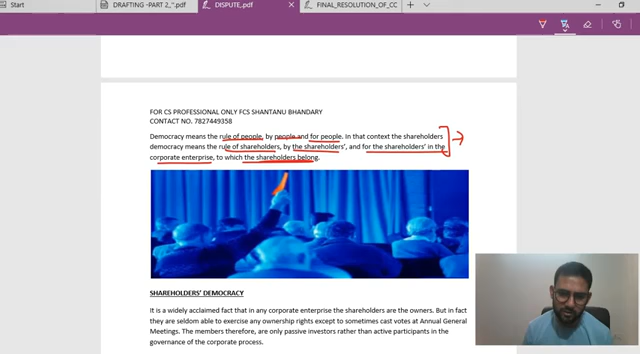 Start
DRAFTING -PART 2_".pdf
DISPUTE,.pdf
FINAL_RESOLUTION_OF_CC
FOR CS PROFESSIONAL ONLY FCS SHANTANU BHANDARY
CONTACT NO. 7827449358
Democracy means the rule of people, by people and for people. In that context the shareholders
democracy means the rule of shareholders, by the shareholders', and for the shareholders' in the
corporate enterprise, to which the shareholders belong.
SHAREHOLDERS' DEMOCRACY
It is a widely acclaimed fact that in any corporate enterprise the shareholders are the owners. But in fact
they are seldom able to exercise any ownership rights except to sometimes cast votes at Annual General
Meetings. The members therefore, are only passive investors rather than active participants in the
governance of the corporate process.